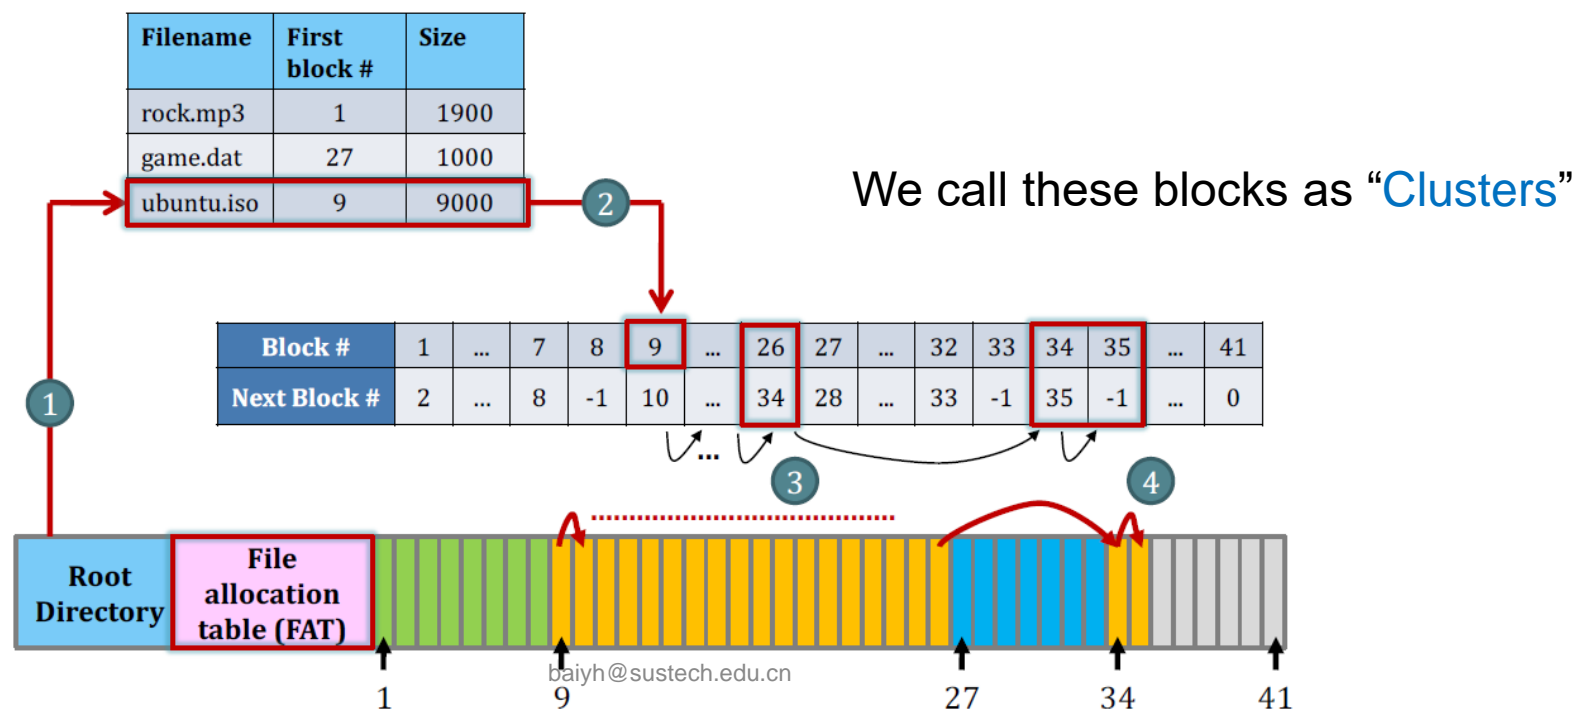 Filename First block # Size
rock.mp3 1 1900
game.dat 27 1000
ubuntu.iso 9 9000
2
We call these blocks as “Clusters”
Block # 1 ... 7 8 9 ... 26 27 ... 32 33 34 35 ... 41
Next Block # 2 ... 8 -1 10 ... 34 28 ... 33 -1 35 -1 ... 0
1
...
3
4
Root
Directory
File
allocation
table (FAT)
baiyh@sustech.edu.cn
1 9 27 34 41